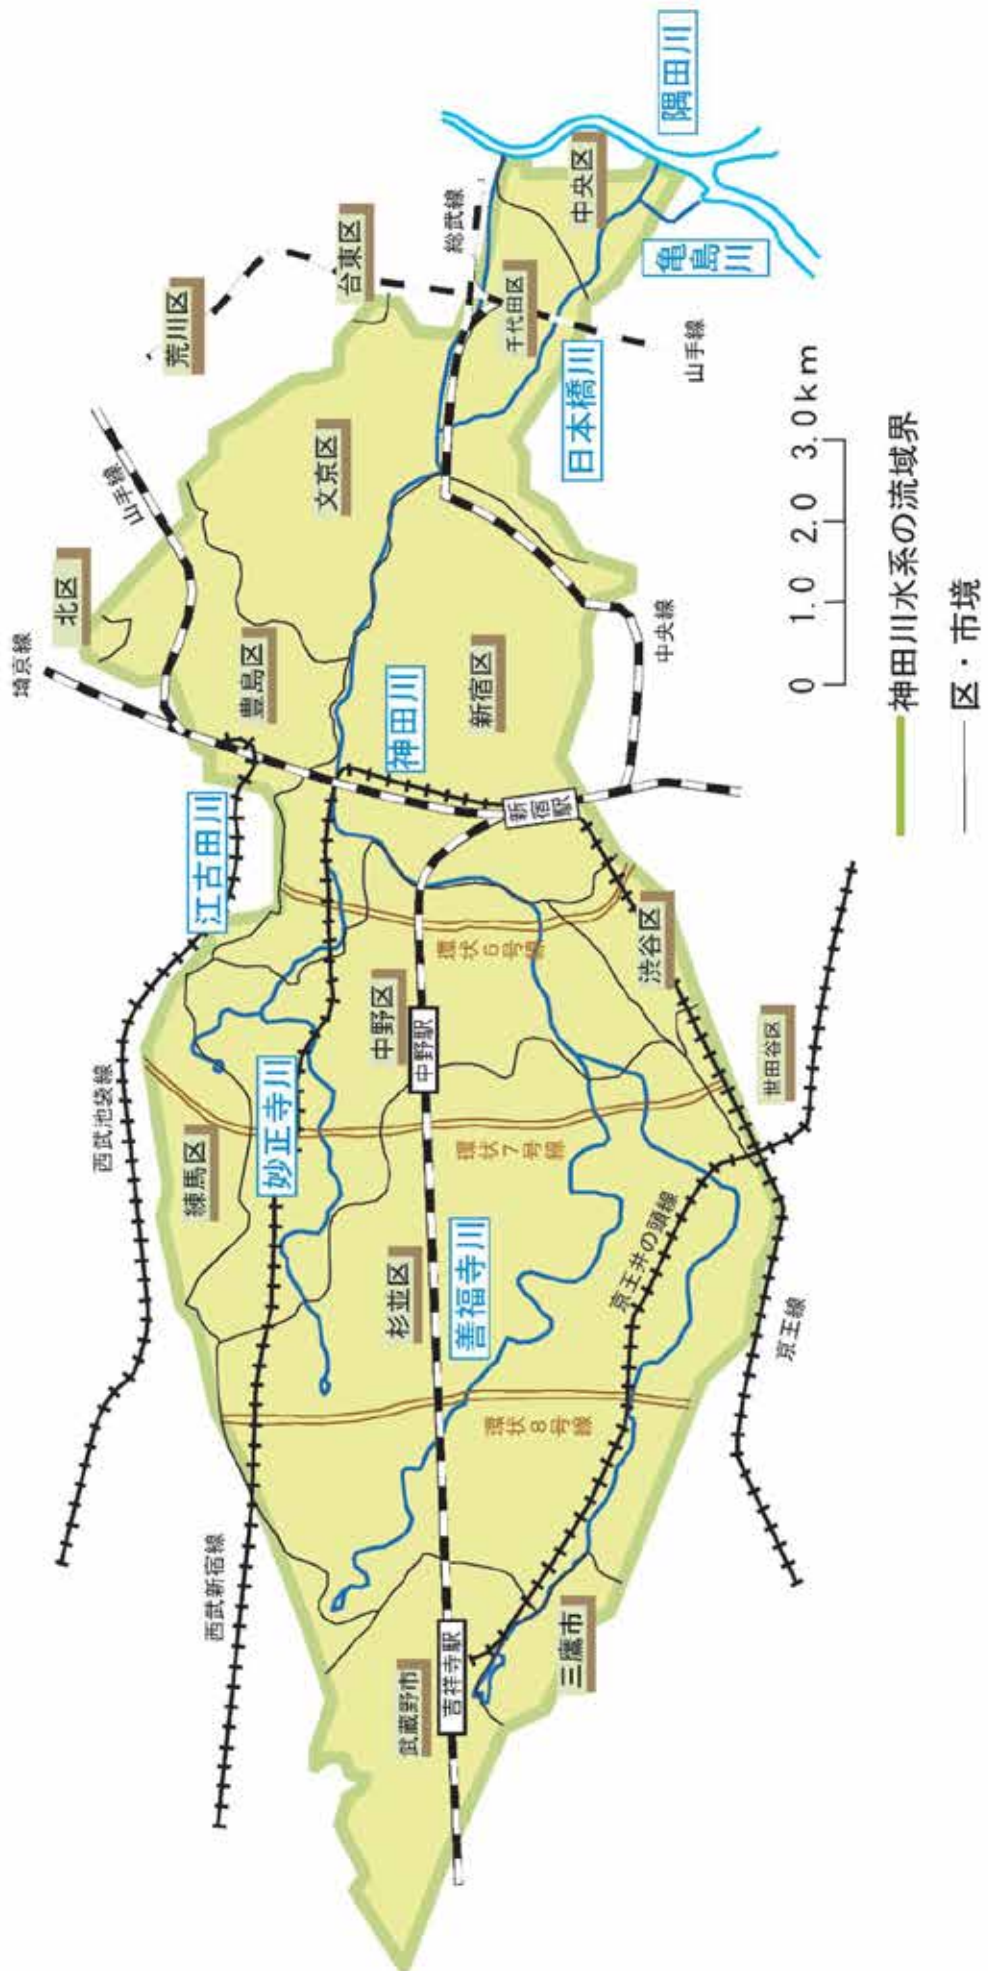 埼京線
北区
山手線
荒川区
台東区
総武線
隅田川
中央区
亀島川
千代田区
日本橋川
山手線
文京区
豊島区
神田川
新宿区
中央線
新宿駅
江古田川
西武池袋線
練馬区
妙正寺川
中野区
中野駅
環状6号線
環状7号線
渋谷区
世田谷区
杉並区
善福寺川
京王井の頭線
京王線
環状8号線
西武新宿線
武蔵野市
吉祥寺駅
三鷹市
0 1.0 2.0 3.0km
神田川水系の流域界
区・市境